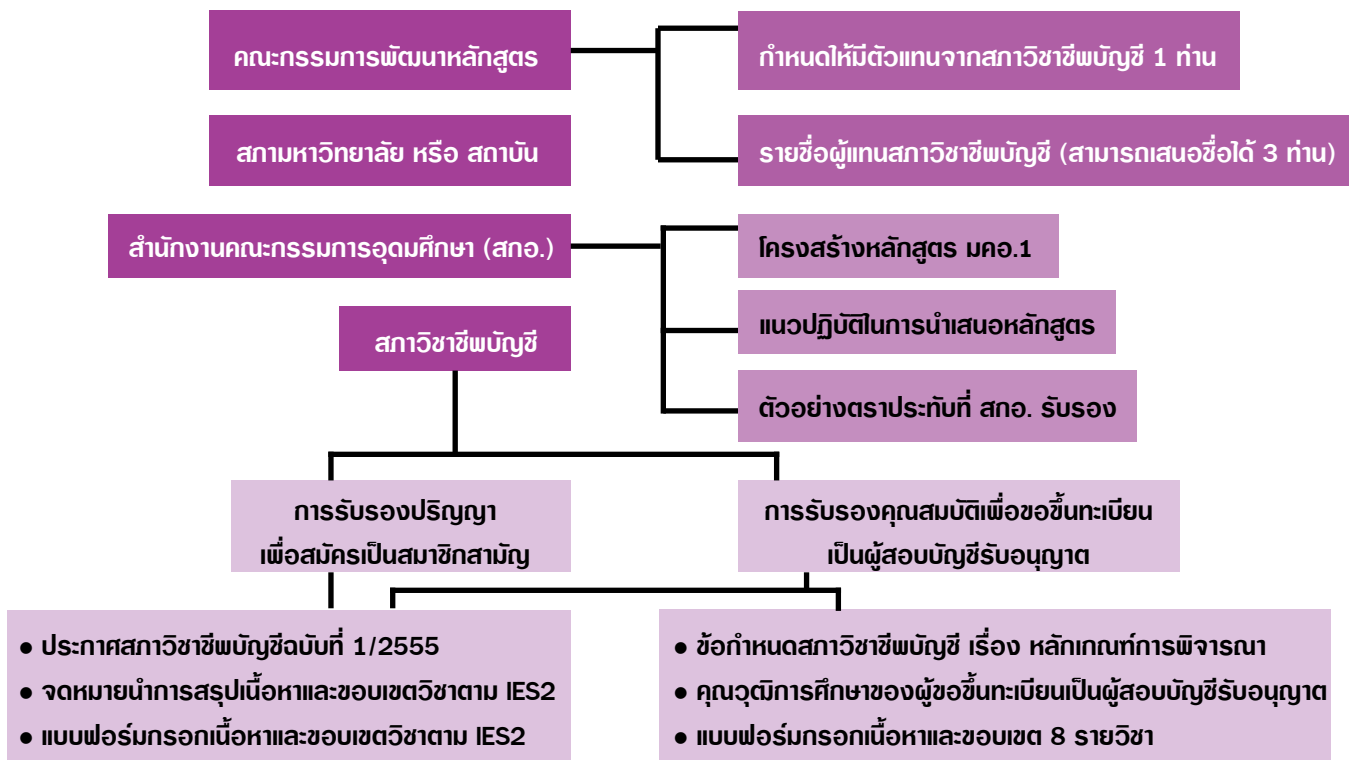 คณะกรรมการพัฒนาหลักสูตร
กำหนดให้มีตัวแทนจากสภาวิชาชีพบัญชี 1 ท่าน
สภามหาวิทยาลัย หรือ สถาบัน
รายชื่อผู้แทนสภาวิชาชีพบัญชี (สามารถเสนอชื่อได้ 3 ท่าน)
สำนักงานคณะกรรมการอุดมศึกษา (สกอ.)
โครงสร้างหลักสูตร มคอ.1
แนวปฏิบัติในการนำเสนอหลักสูตร
สภาวิชาชีพบัญชี
ตัวอย่างตราประทับที่ สกอ. รับรอง
การรับรองปริญญา
เพื่อสมัครเป็นสมาชิกสามัญ
การรับรองคุณสมบัติเพื่อขอขึ้นทะเบียน
เป็นผู้สอบบัญชีรับอนุญาต
● ประกาศสภาวิชาชีพบัญชีฉบับที่ 1/2555
● จดหมายนำการสรุปเนื้อหาและขอบเขตวิชาตาม IES2
● แบบฟอร์มกรอกเนื้อหาและขอบเขตวิชาตาม IES2
● ข้อกำหนดสภาวิชาชีพบัญชี เรื่อง หลักเกณฑ์การพิจารณา
● คุณวุฒิการศึกษาของผู้ขอขึ้นทะเบียนเป็นผู้สอบบัญชีรับอนุญาต
● แบบฟอร์มกรอกเนื้อหาและขอบเขต 8 รายวิชา